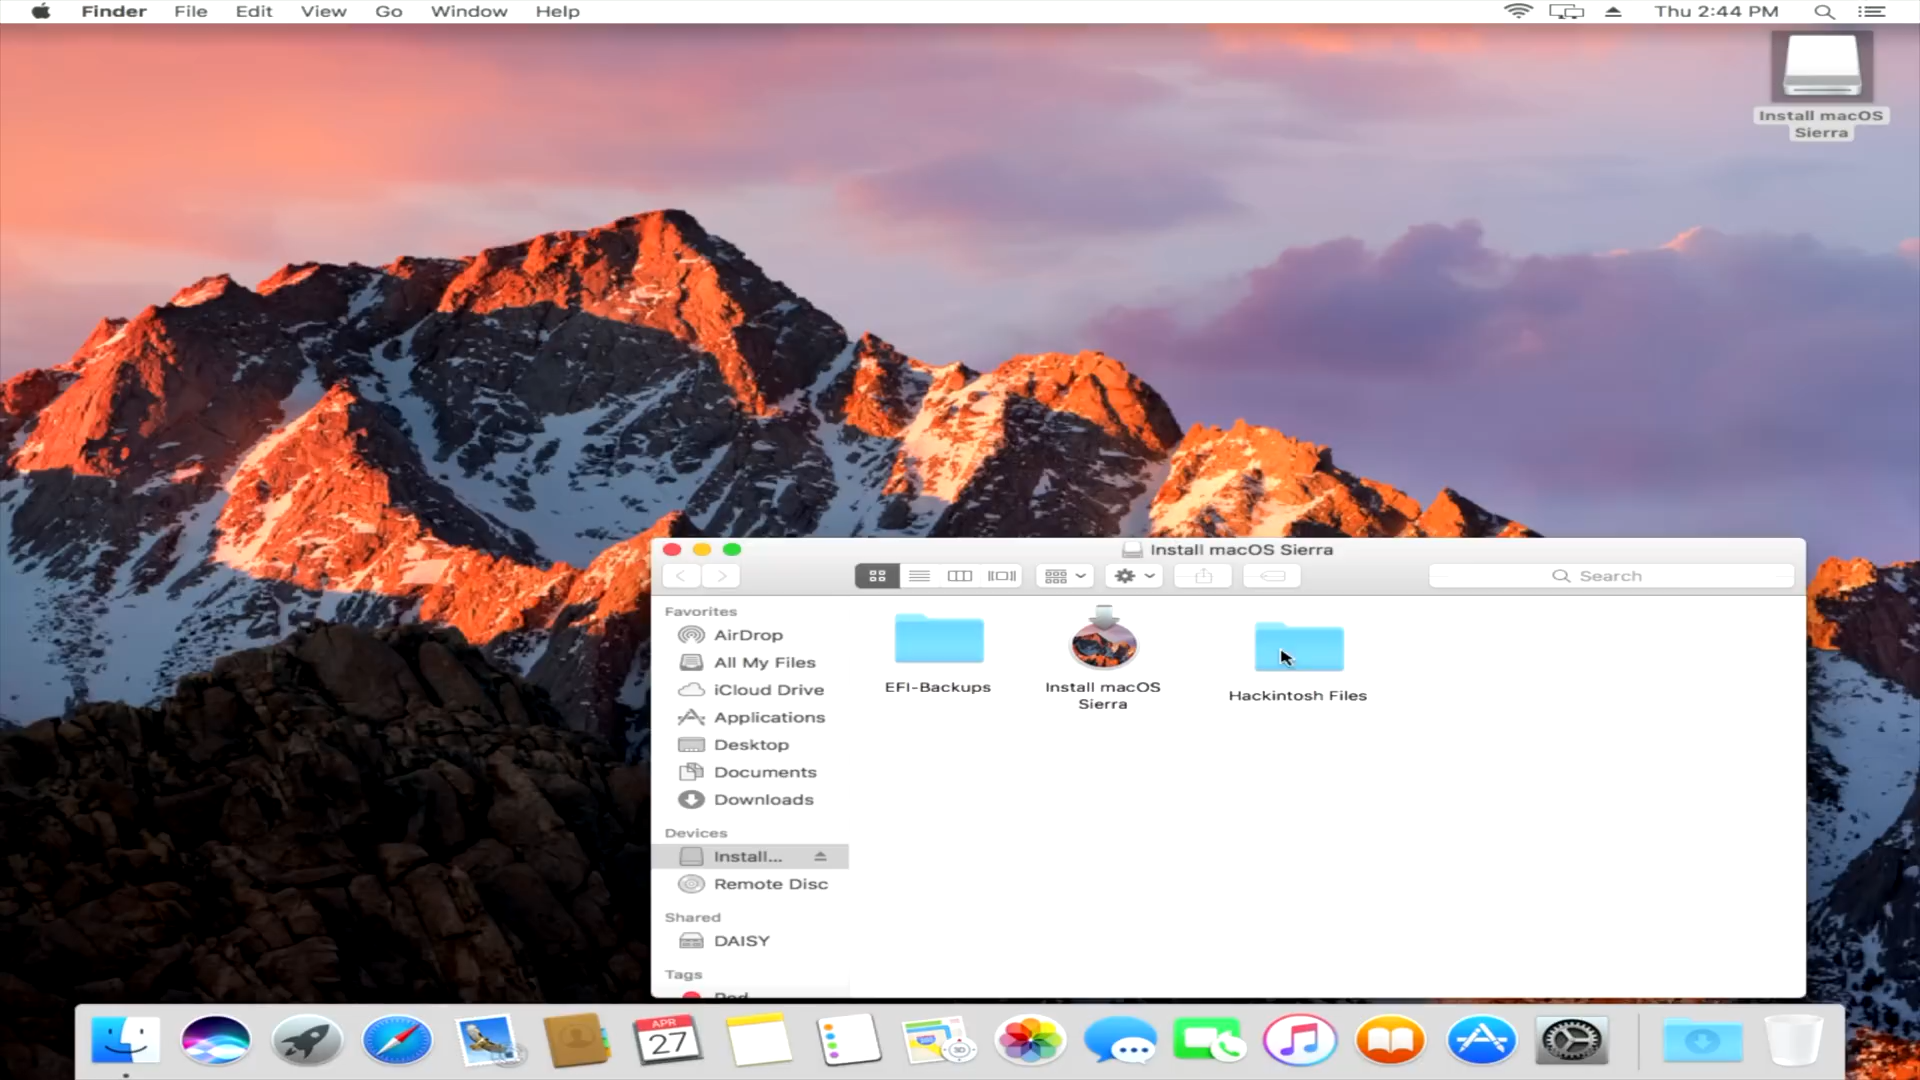 Finder File Edit View Go Window Help Thu 2:44 PM
Install macOS
Sierra
Install macOS Sierra
Search
Favorites
AirDrop
All My Files
iCloud Drive
Applications
Desktop
Documents
Downloads
Devices
Install...
Remote Disc
Shared
DAISY
Tags
Red
EFI-Backups
Install macOS
Sierra
Hackintosh Files
APR
27
3D